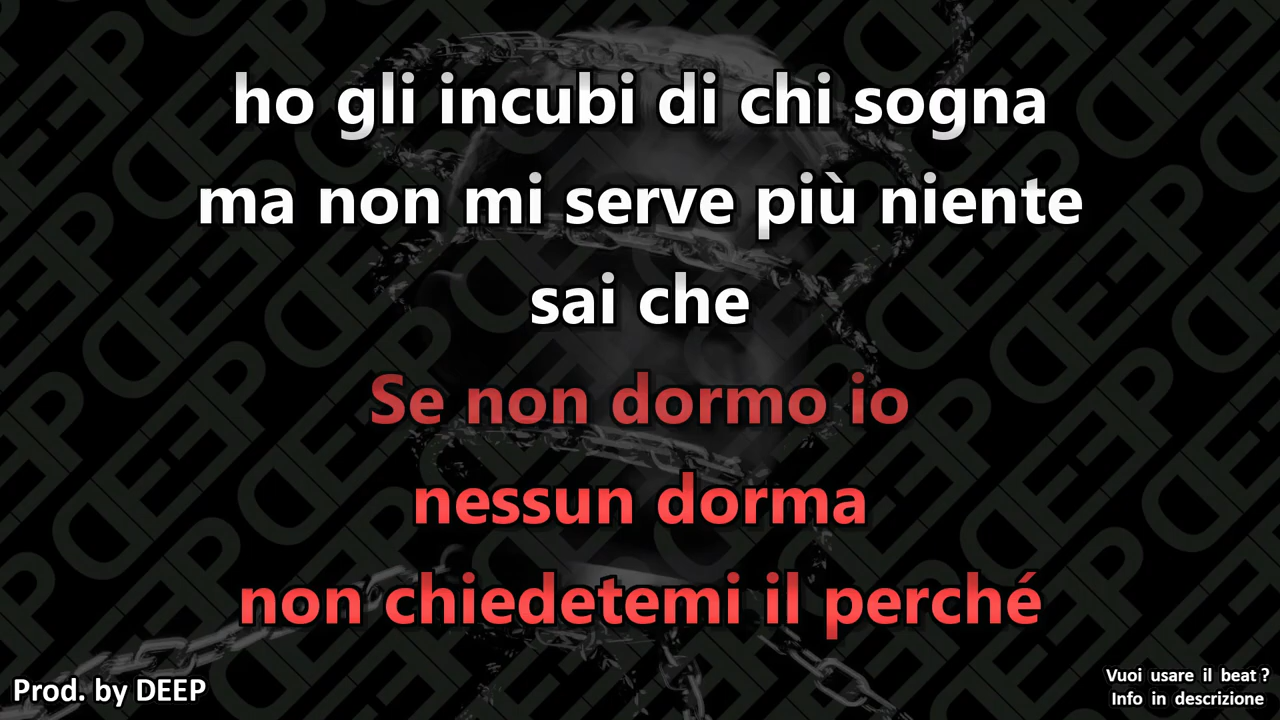 ho gli incubi di chi sogna
ma non mi serve più niente
sai che
Se non dormo io
nessun dorma
non chiedetemi il perché
Prod. by DEEP
Vuoi usare il beat ?
Info in descrizione